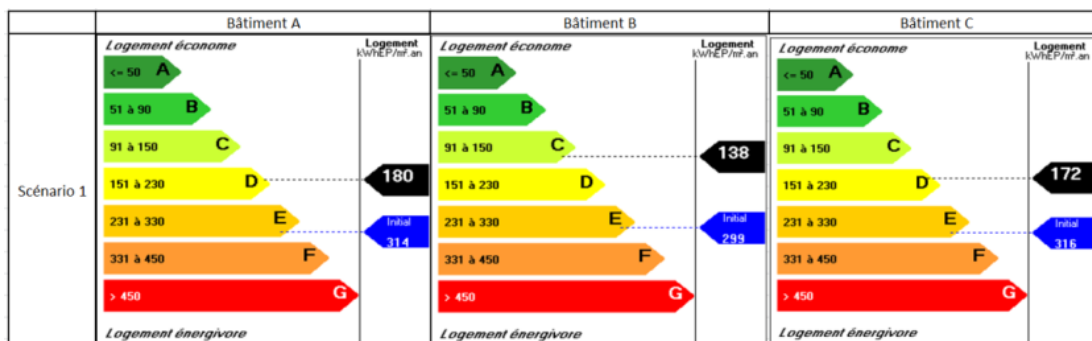 Bâtiment A
Bâtiment B
Bâtiment C
Scénario 1
Logement économe
Logement
kWhEP/m².an
<= 50 A
51 à 90 B
91 à 150 C
151 à 230 D
231 à 330 E
331 à 450 F
> 450 G
180
Initial
314
Logement énergivore
Logement économe
Logement
kWhEP/m².an
<= 50 A
51 à 90 B
91 à 150 C
151 à 230 D
231 à 330 E
331 à 450 F
> 450 G
138
Initial
299
Logement énergivore
Logement économe
Logement
kWhEP/m².an
<= 50 A
51 à 90 B
91 à 150 C
151 à 230 D
231 à 330 E
331 à 450 F
> 450 G
172
Initial
316
Logement énergivore